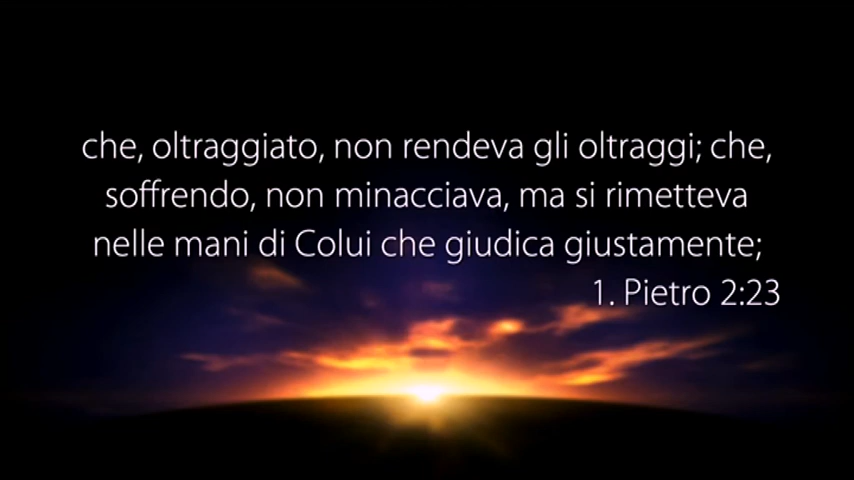 che, oltraggiato, non rendeva gli oltraggi; che,
soffrendo, non minacciava, ma si rimetteva
nelle mani di Colui che giudica giustamente;
1. Pietro 2:23